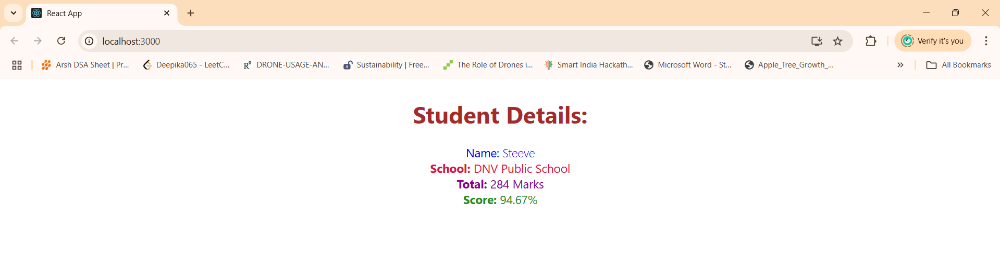 React App
localhost:3000
Verify it's you
Arsh DSA Sheet | Pr...
Deepika065 - LeetC...
DRONE-USAGE-AN...
Sustainability | Free...
The Role of Drones i...
Smart India Hackath...
Microsoft Word - St...
Apple_Tree_Growth_...
All Bookmarks
Student Details:
Name: Steeve
School: DNV Public School
Total: 284 Marks
Score: 94.67%